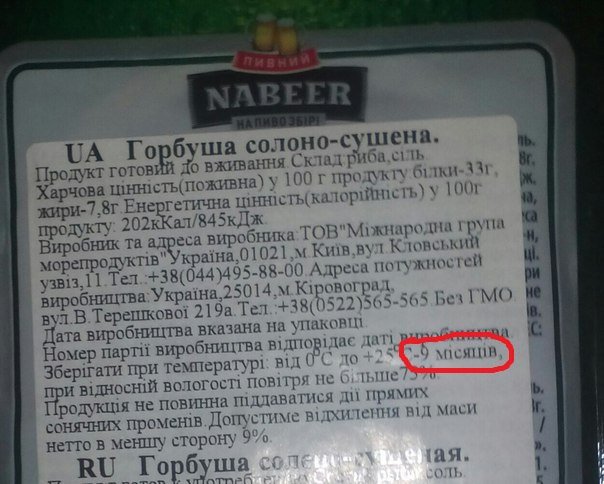 ПИВНИЙ
NABEER
НА ПИВОЗБІРІ
UA Горбуша солоно-сушена.
Продукт готовий до вживання.Склад:риба,сіль.
Харчова цінність(поживна) у 100 г продукту:білки-33г,
жири-7,8г.Енергетична цінність(калорійність) у 100г
продукту: 202кКал/845кДж.
Виробник та адреса виробника:ТОВ"Міжнародна група
морепродуктів"Україна,01021,м.Київ,вул.Кловський
узвіз,11.Тел.:+38(044)495-88-00.Адреса потужностей
виробництва:Україна,25014,м.Кіровоград,
вул.В.Терешкової 219а.Тел.:+38(0522)565-565.Без ГМО.
Дата виробництва вказана на упаковці.
Номер партії виробництва відповідає даті виробництва.
Зберігати при температурі: від 0°С до +25°С-9 місяців,
при відносній вологості повітря не більше75%.
Продукція не повинна піддаватися дії прямих
сонячних променів.Допустиме відхилення від маси
нетто в меншу сторону 9%.
RU Горбуша солено-сушеная.